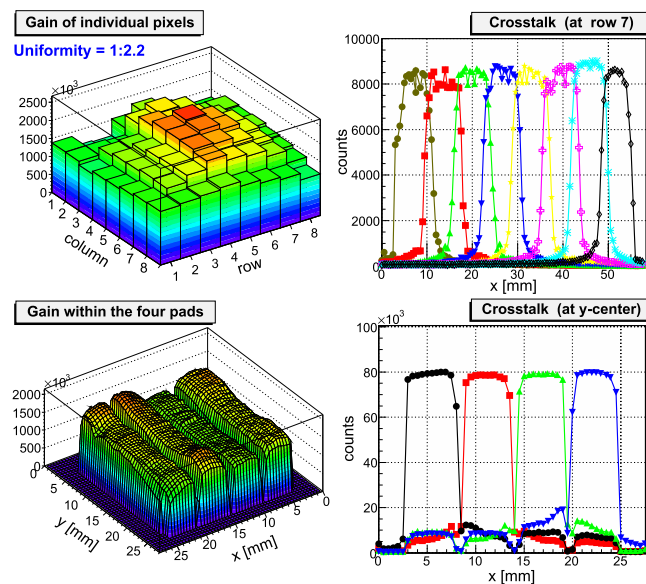 Gain of individual pixels
Uniformity = 1:2.2
×10³
2500
2000
1500
1000
500
0
1 2 3 4 5 6 7 8
column
1 2 3 4 5 6 7 8
row
Crosstalk (at row 7)
10000
8000
6000
4000
2000
0
counts
0 10 20 30 40 50
x [mm]
Gain within the four pads
×10³
2000
1500
1000
500
0
5 10 15 20 25
y [mm]
25 20 15 10 5 0
x [mm]
Crosstalk (at y-center)
×10³
100
80
60
40
20
0
counts
0 5 10 15 20 25
x [mm]